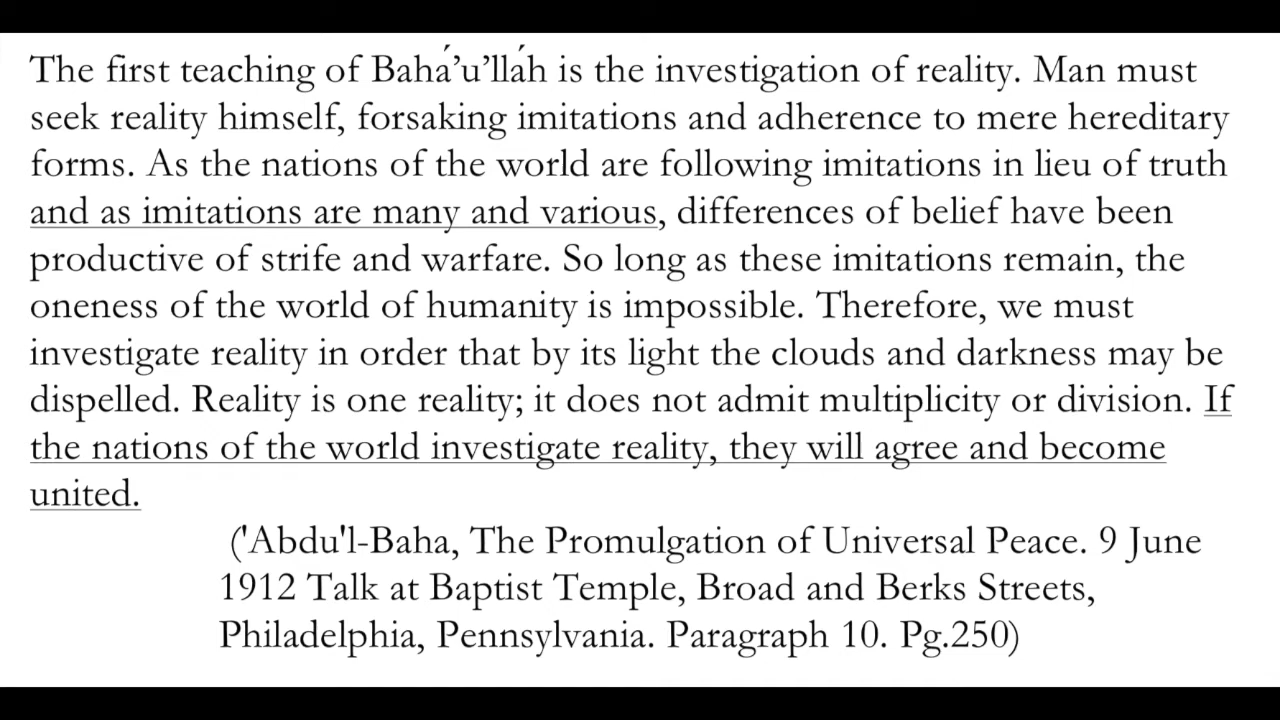 The first teaching of Bahá’u’lláh is the investigation of reality. Man must
seek reality himself, forsaking imitations and adherence to mere hereditary
forms. As the nations of the world are following imitations in lieu of truth
and as imitations are many and various, differences of belief have been
productive of strife and warfare. So long as these imitations remain, the
oneness of the world of humanity is impossible. Therefore, we must
investigate reality in order that by its light the clouds and darkness may be
dispelled. Reality is one reality; it does not admit multiplicity or division. If
the nations of the world investigate reality, they will agree and become
united.
('Abdu'l-Baha, The Promulgation of Universal Peace. 9 June
1912 Talk at Baptist Temple, Broad and Berks Streets,
Philadelphia, Pennsylvania. Paragraph 10. Pg.250)